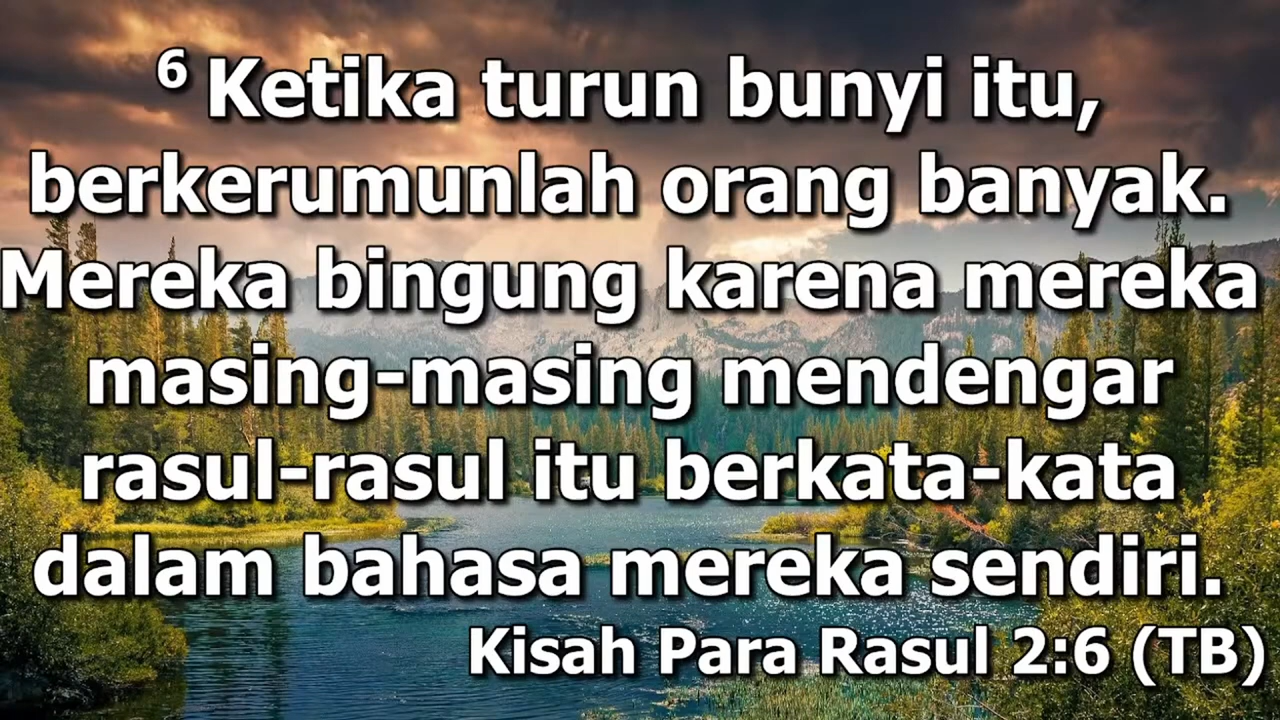 6 Ketika turun bunyi itu,
berkerumunlah orang banyak.
Mereka bingung karena mereka
masing-masing mendengar
rasul-rasul itu berkata-kata
dalam bahasa mereka sendiri.
Kisah Para Rasul 2:6 (TB)